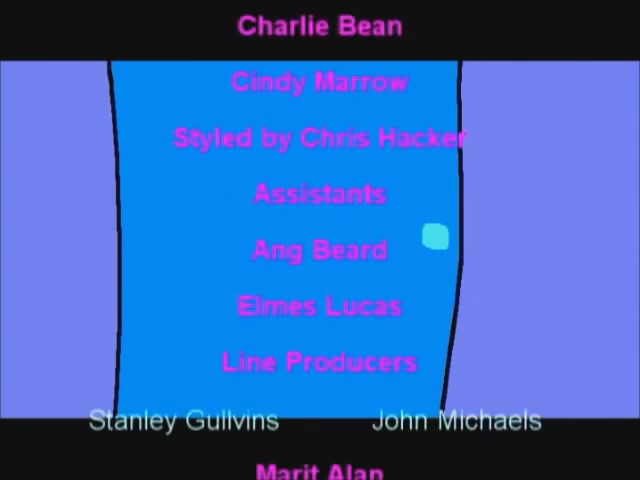 Charlie Bean
Cindy Marrow
Styled by Chris Hacker
Assistants
Ang Beard
Elmes Lucas
Line Producers
Stanley Gullvins John Michaels
Marit Alan